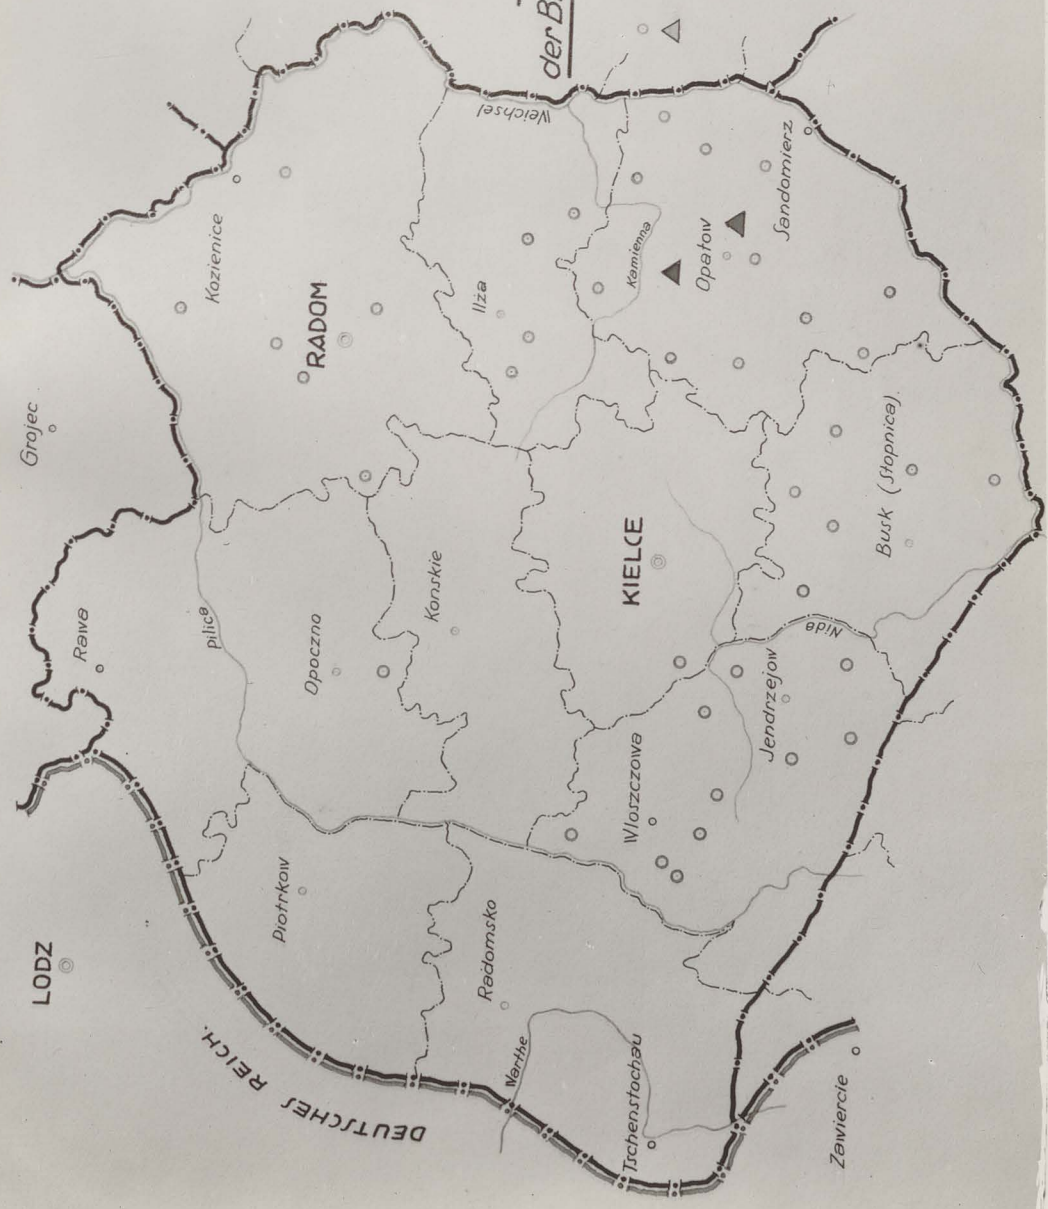 der B
Grojec
Rawa
LODZ
Kozienice
RADOM
pilica
Opoczno
Piotrkow
DEUTSCHES REICH.
Weichsel
Ilza
Konskie
Radomsko
Warthe
Kamienna
Opatow
Sandomierz
KIELCE
Busk (Stopnica)
Nida
Jendrzejow
Wloszczowa
Tschenstochau
Zawiercie